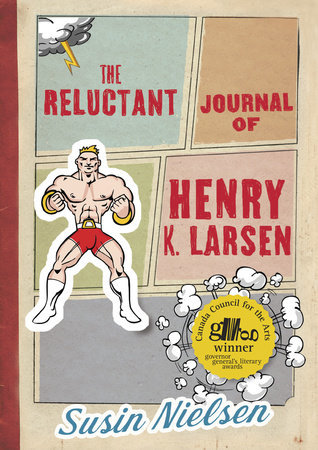 THE
RELUCTANT
JOURNAL
OF
HENRY
K. LARSEN
Canada Council for the Arts
winner
governor
general's literary
awards
Susin Nielsen